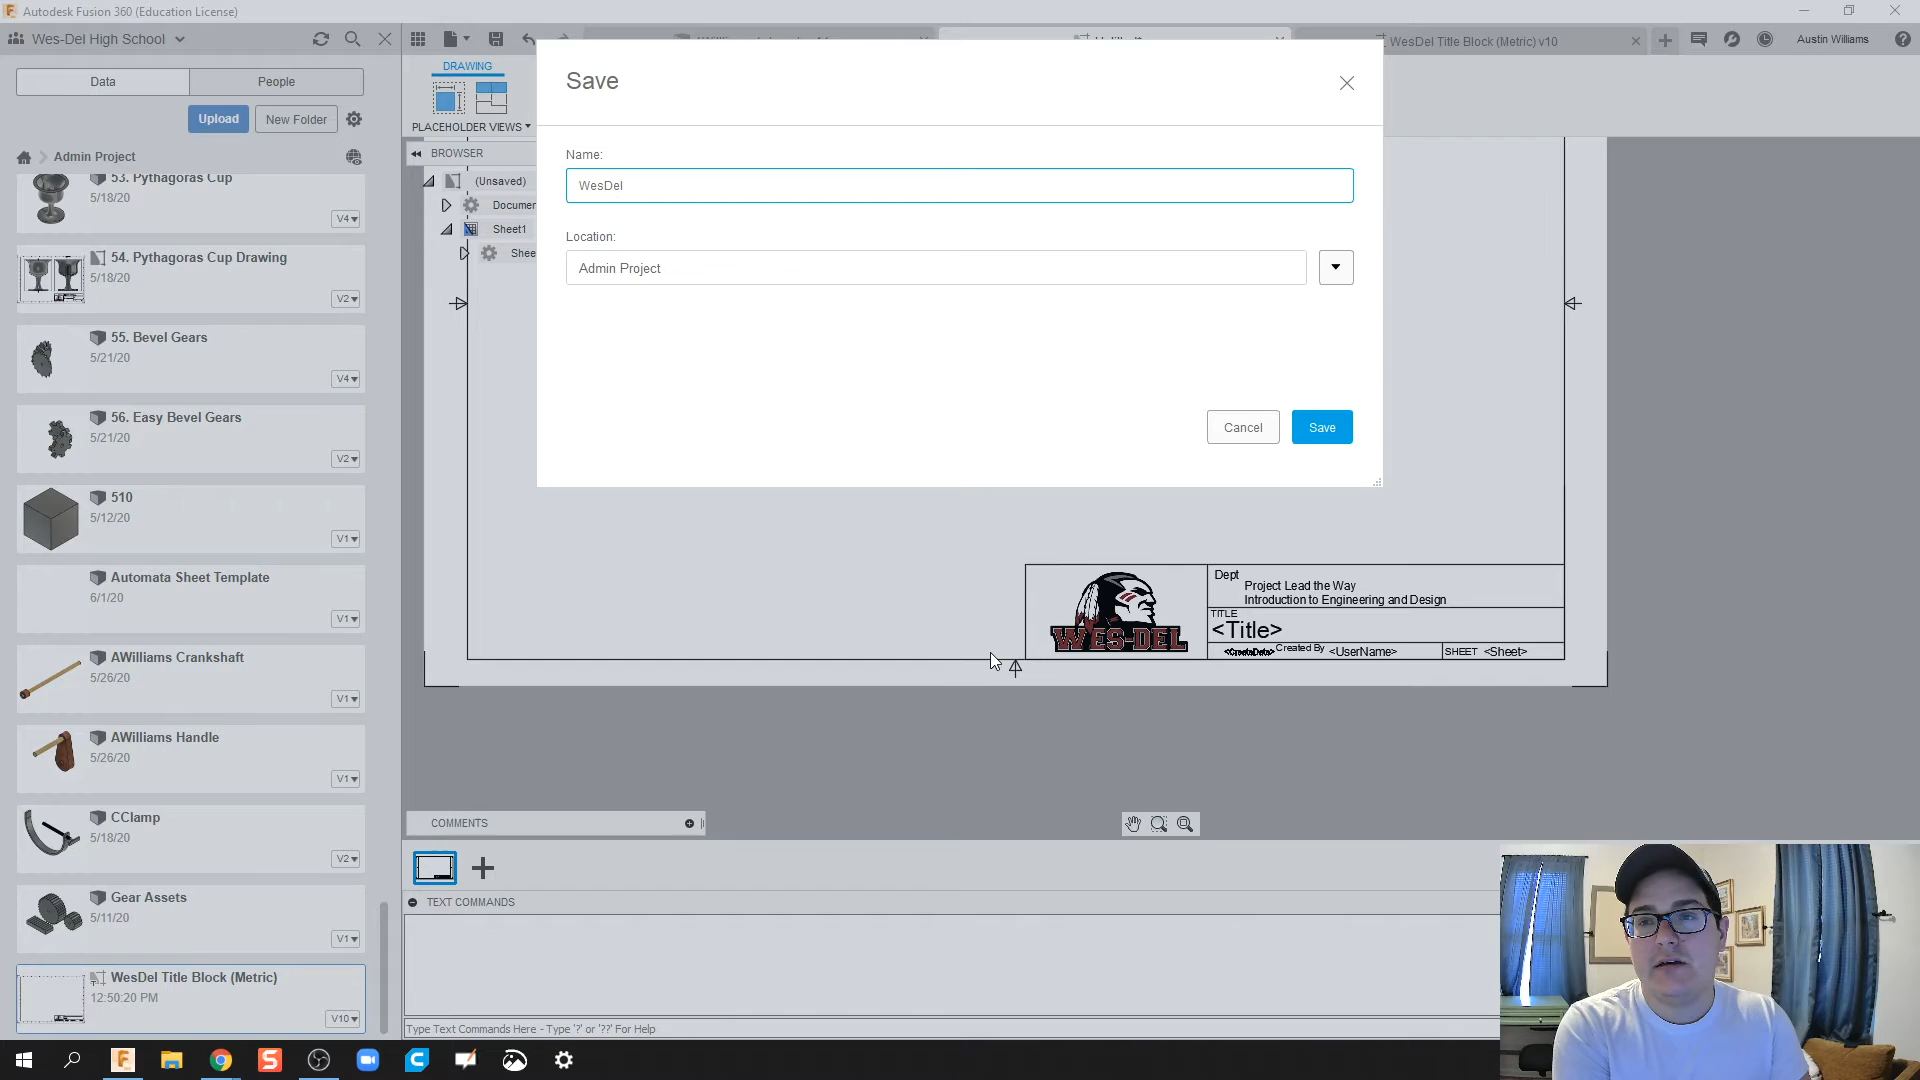 Autodesk Fusion 360 (Education License)
Wes-Del High School
WesDel Title Block (Metric) v10
Austin Williams
Data
People
Upload
New Folder
Admin Project
53. Pythagoras Cup
5/18/20
V4
54. Pythagoras Cup Drawing
5/18/20
V2
55. Bevel Gears
5/21/20
V4
56. Easy Bevel Gears
5/21/20
V2
510
5/12/20
V1
Automata Sheet Template
6/1/20
V1
AWilliams Crankshaft
5/26/20
V1
AWilliams Handle
5/26/20
V1
CClamp
5/18/20
V2
Gear Assets
5/11/20
V1
WesDel Title Block (Metric)
12:50:20 PM
V10
DRAWING
PLACEHOLDER VIEWS
BROWSER
(Unsaved)
Documen
Sheet1
Shee
Save
Name:
WesDel
Location:
Admin Project
Cancel
Save
WES-DEL
Dept
Project Lead the Way
Introduction to Engineering and Design
TITLE
<Title>
<CreateDate>
Created By <UserName>
SHEET <Sheet>
COMMENTS
TEXT COMMANDS
Type Text Commands Here - Type '?' or '??' For Help